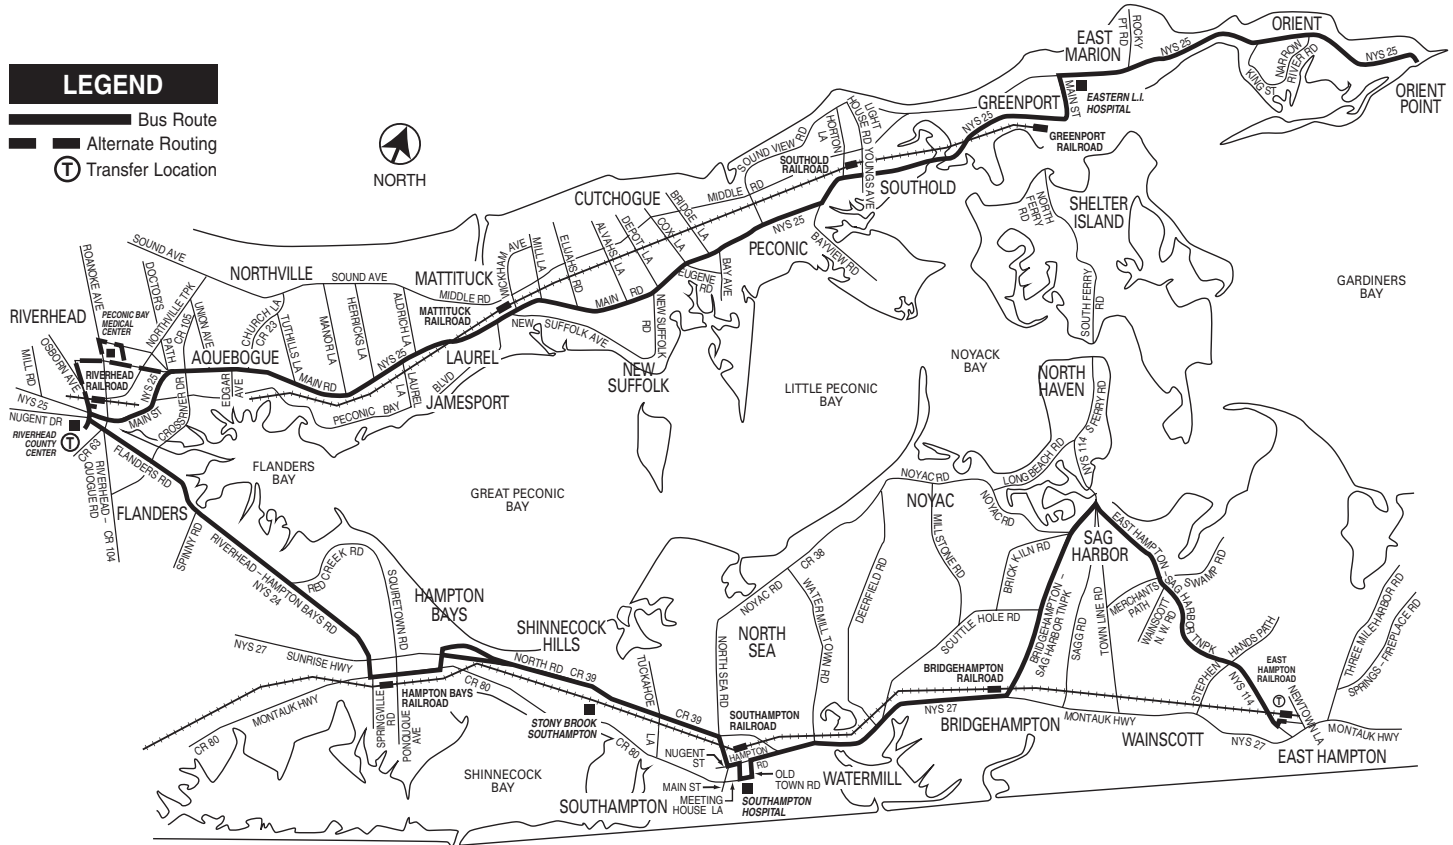 LEGEND
Bus Route
Alternate Routing
T Transfer Location
NORTH
ORIENT
EAST
MARION
ROCKY
PT RD
NYS 25
NARROW
RIVER RD
KING ST
NYS 25
ORIENT
POINT
GREENPORT
MAIN ST
EASTERN L.I.
HOSPITAL
NYS 25
GREENPORT
RAILROAD
LIGHT
HOUSE RD
YOUNGS AVE
HORTON
LA
SOUND VIEW RD
SOUTHOLD
RAILROAD
SOUTHOLD
MIDDLE RD
CUTCHOGUE
BRIDGE LA
COX LA
DEPOT LA
ALVAHS LA
ELIJAHS RD
MILL LA
WICKHAM AVE
NYS 25
PECONIC
BAYVIEW RD
NORTH
FERRY
RD
SHELTER
ISLAND
SOUTH FERRY
RD
GARDINERS
BAY
EUGENE
RD
BAY AVE
MAIN RD
NEW SUFFOLK
RD
NEW SUFFOLK AVE
NEW
SUFFOLK
MATTITUCK
MIDDLE RD
MATTITUCK
RAILROAD
LAUREL
JAMESPORT
SOUND AVE
NORTHVILLE
SOUND AVE
ROANOKE AVE
DOCTORS
PATH
NORTHVILLE TPK
CR 105
UNION AVE
CHURCH LA
CR 23
TUTHILLS LA
MANOR LA
HERRICKS LA
ALDRICH LA
NYS 25
LAUREL
LA
PECONIC BAY BLVD
MAIN RD
PECONIC BAY
MEDICAL
CENTER
RIVERHEAD
MILL RD
OSBORN AVE
RIVERHEAD
RAILROAD
AQUEBOGUE
EDGAR
AVE
NYS 25
MAIN ST
CROSSRNER DR
NYS 25
NUGENT DR
RIVERHEAD
COUNTY
CENTER
T
CR 63
RIVERHEAD –
QUOGUE RD
CR 104
FLANDERS RD
FLANDERS
SPINNY RD
FLANDERS
BAY
GREAT PECONIC
BAY
LITTLE PECONIC
BAY
NOYACK
BAY
NORTH
HAVEN
S FERRY RD
NYS 114
LONG BEACH RD
NOYAC RD
NOYAC
NOYAC RD
RIVERHEAD – HAMPTON BAYS RD
NYS 24
RED CREEK RD
SQUIRETOWN RD
HAMPTON
BAYS
NYS 27
SUNRISE HWY
MONTAUK HWY
CR 80
SPRINGVILLE
RD
PONQUOGUE
AVE
HAMPTON BAYS
RAILROAD
CR 80
SHINNECOCK
HILLS
NORTH RD
CR 39
STONY BROOK
SOUTHAMPTON
CR 80
CR 39
TUCKAHOE
LA
SHINNECOCK
BAY
SOUTHAMPTON
NORTH
SEA
NORTH SEA RD
NOYAC RD
CR 38
WATERMILL TOWN RD
DEERFIELD RD
MILL STONE RD
SCUTTLE HOLE RD
BRICK KILN RD
SOUTHAMPTON
RAILROAD
HAMPTON
RD
NUGENT
ST
MAIN ST
MEETING
HOUSE LA
OLD
TOWN RD
SOUTHAMPTON
HOSPITAL
WATERMILL
NYS 27
BRIDGEHAMPTON
RAILROAD
BRIDGEHAMPTON
BRIDGEHAMPTON –
SAG HARBOR TNPK
SAGG RD
TOWN LINE RD
SAG
HARBOR
EAST HAMPTON – SAG HARBOR TNPK
MERCHANTS
PATH
WAINSCOTT
N.W. RD
SWAMP RD
STEPHEN HANDS PATH
NYS 114
MONTAUK HWY
WAINSCOTT
NYS 27
EAST
HAMPTON
RAILROAD
T
NEWTOWN LA
EAST HAMPTON
MONTAUK HWY
THREE MILE HARBOR RD
SPRINGS – FIREPLACE RD